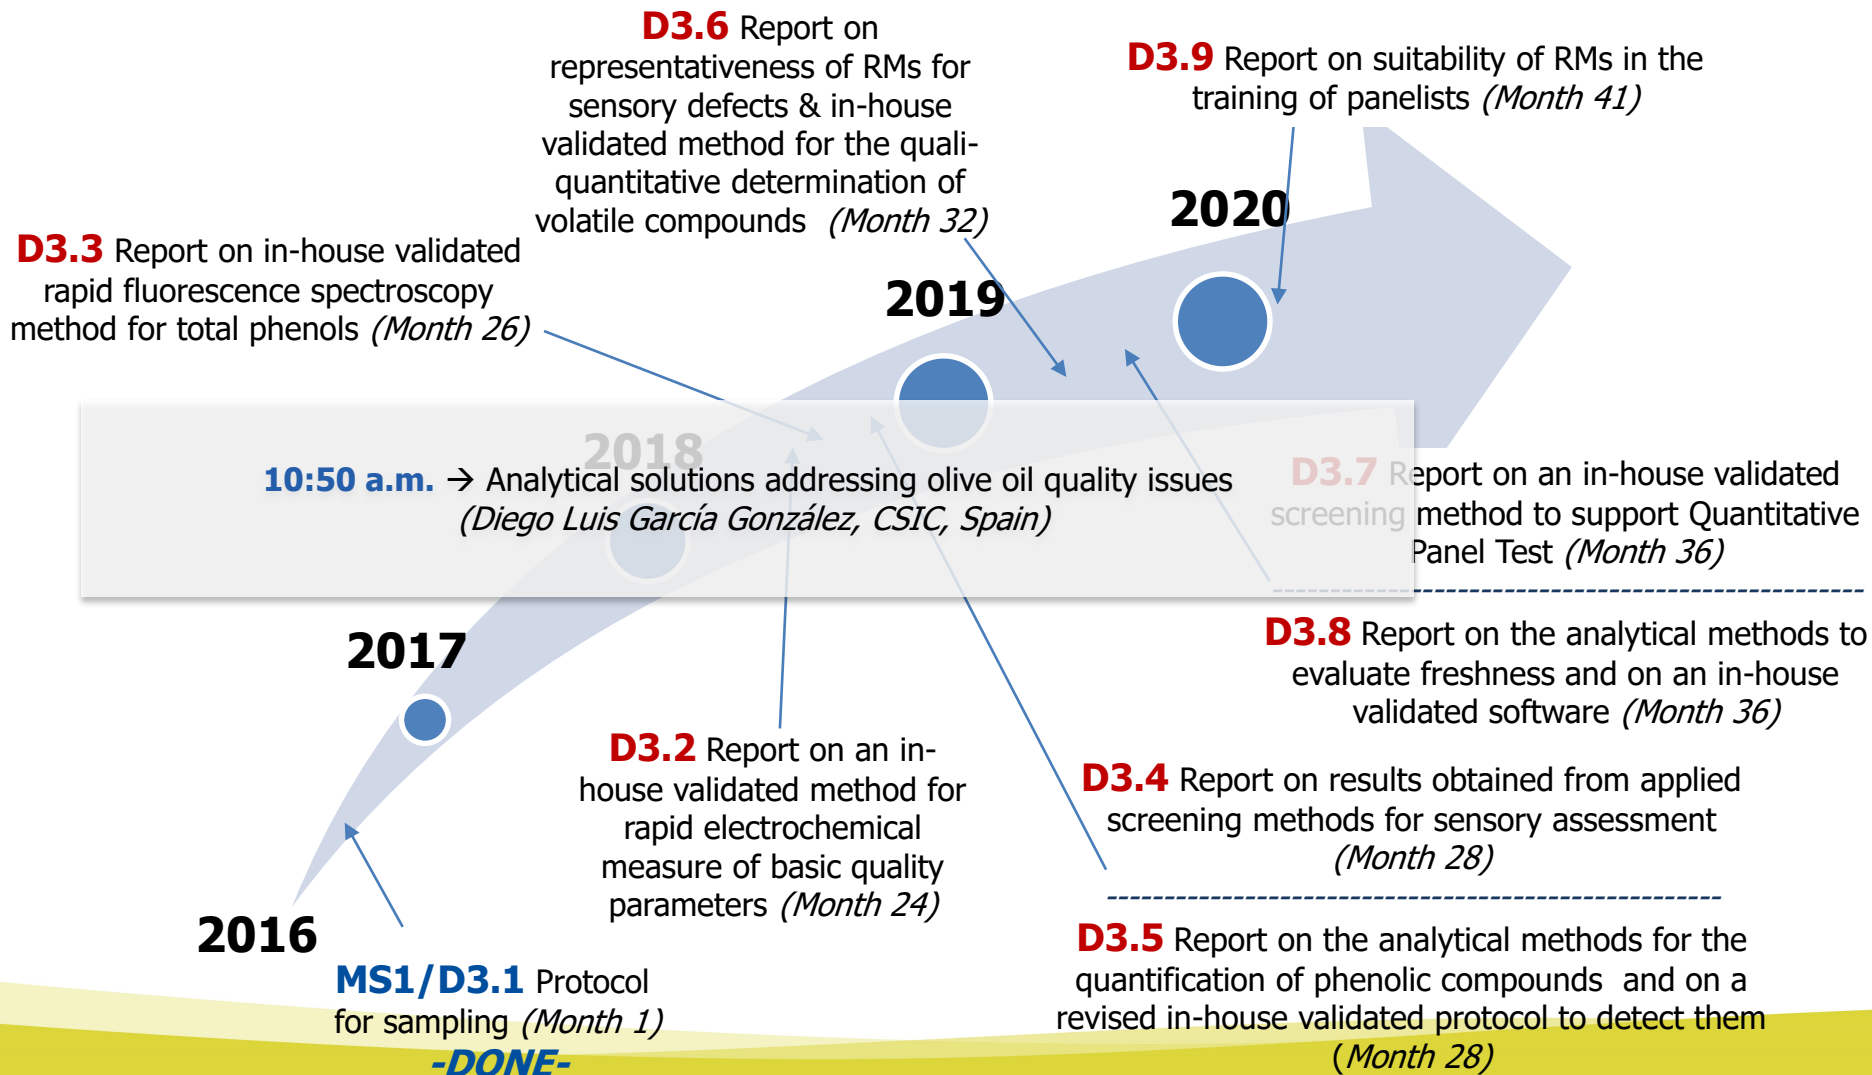 D3.6 Report on
representativeness of RMs for
sensory defects & in-house
validated method for the quali-
quantitative determination of
volatile compounds (Month 32)
D3.9 Report on suitability of RMs in the
training of panelists (Month 41)
2020
D3.3 Report on in-house validated
rapid fluorescence spectroscopy
method for total phenols (Month 26)
2019
2018
10:50 a.m. → Analytical solutions addressing olive oil quality issues
(Diego Luis García González, CSIC, Spain)
D3.7 Report on an in-house validated
screening method to support Quantitative
Panel Test (Month 36)
-----------------------------------------------------
D3.8 Report on the analytical methods to
evaluate freshness and on an in-house
validated software (Month 36)
2017
D3.2 Report on an in-
house validated method for
rapid electrochemical
measure of basic quality
parameters (Month 24)
D3.4 Report on results obtained from applied
screening methods for sensory assessment
(Month 28)
-------------------------------------------------------
D3.5 Report on the analytical methods for the
quantification of phenolic compounds and on a
revised in-house validated protocol to detect them
(Month 28)
2016
MS1/D3.1 Protocol
for sampling (Month 1)
-DONE-